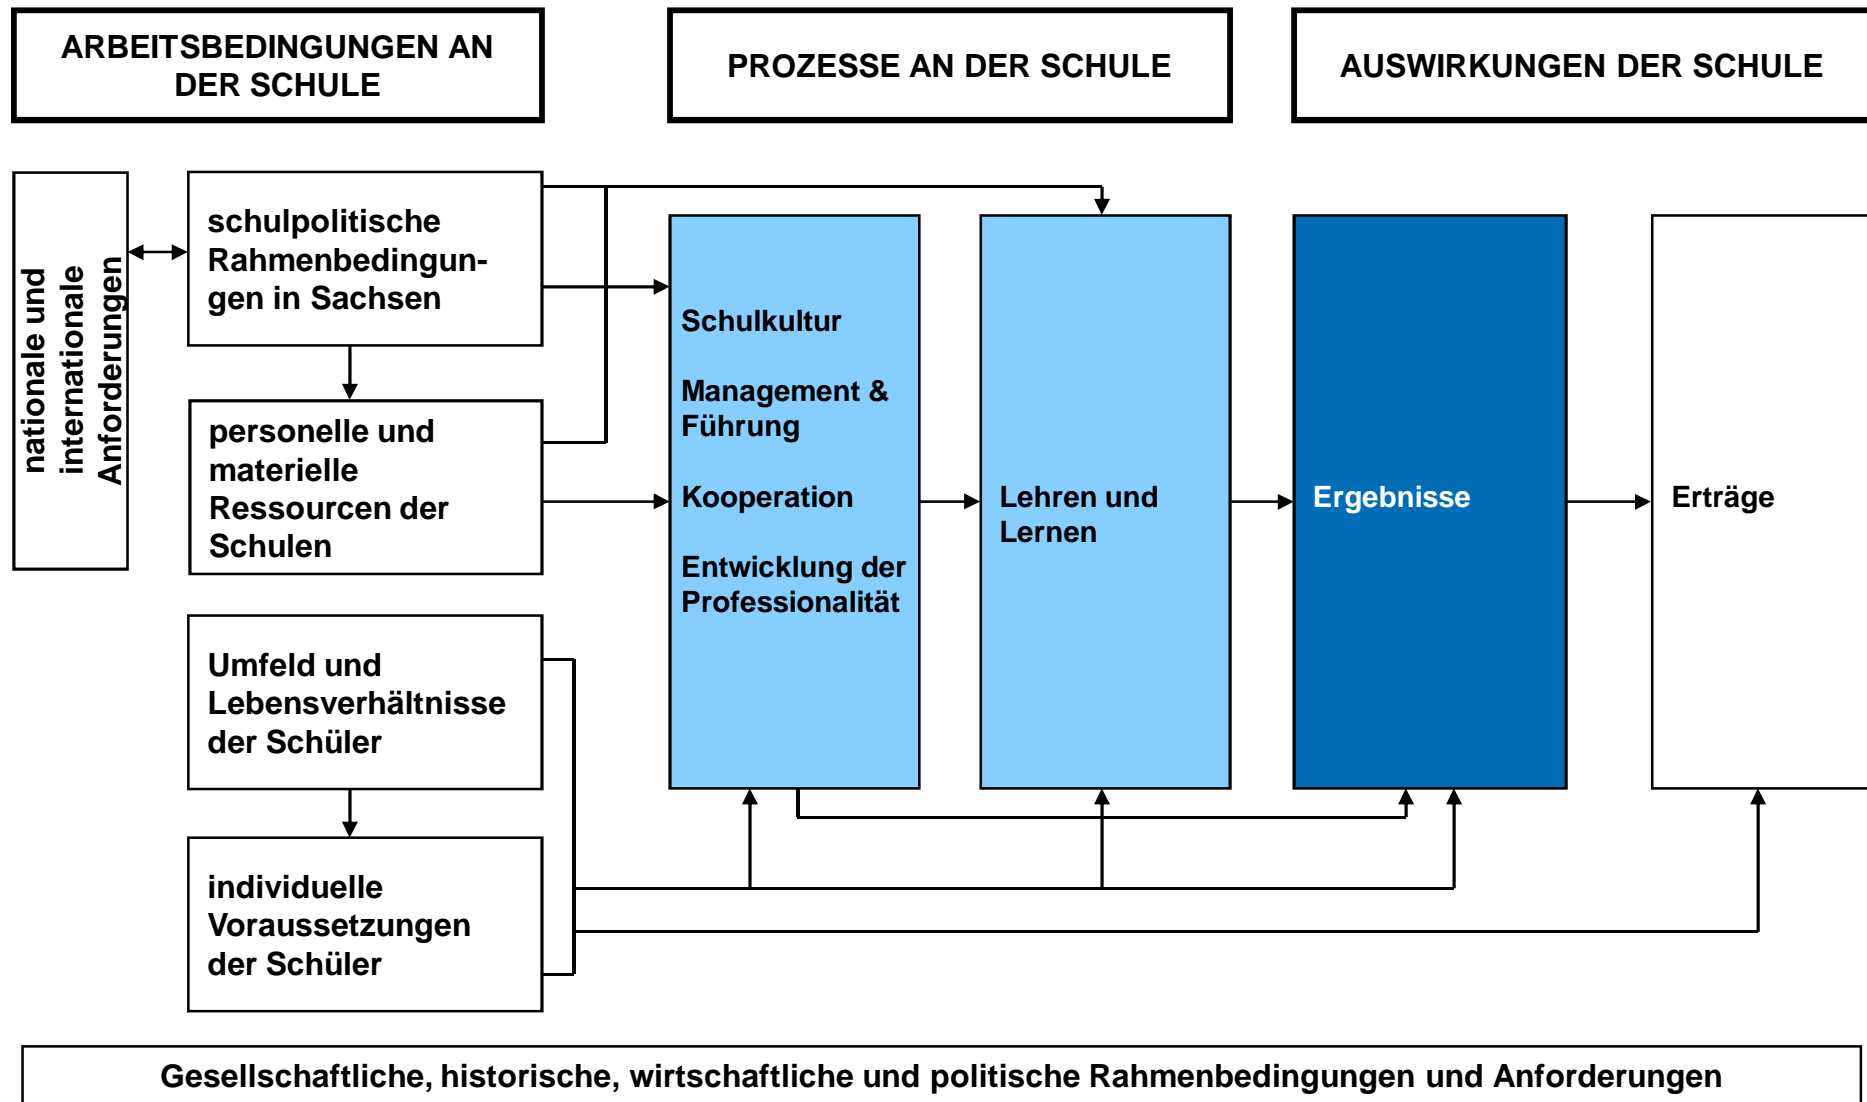 ARBEITSBEDINGUNGEN AN
DER SCHULE
PROZESSE AN DER SCHULE
AUSWIRKUNGEN DER SCHULE
nationale und
internationale
Anforderungen
schulpolitische
Rahmenbedingun-
gen in Sachsen
personelle und
materielle
Ressourcen der
Schulen
Umfeld und
Lebensverhältnisse
der Schüler
individuelle
Voraussetzungen
der Schüler
Schulkultur
Management &
Führung
Kooperation
Entwicklung der
Professionalität
Lehren und
Lernen
Ergebnisse
Erträge
Gesellschaftliche, historische, wirtschaftliche und politische Rahmenbedingungen und Anforderungen